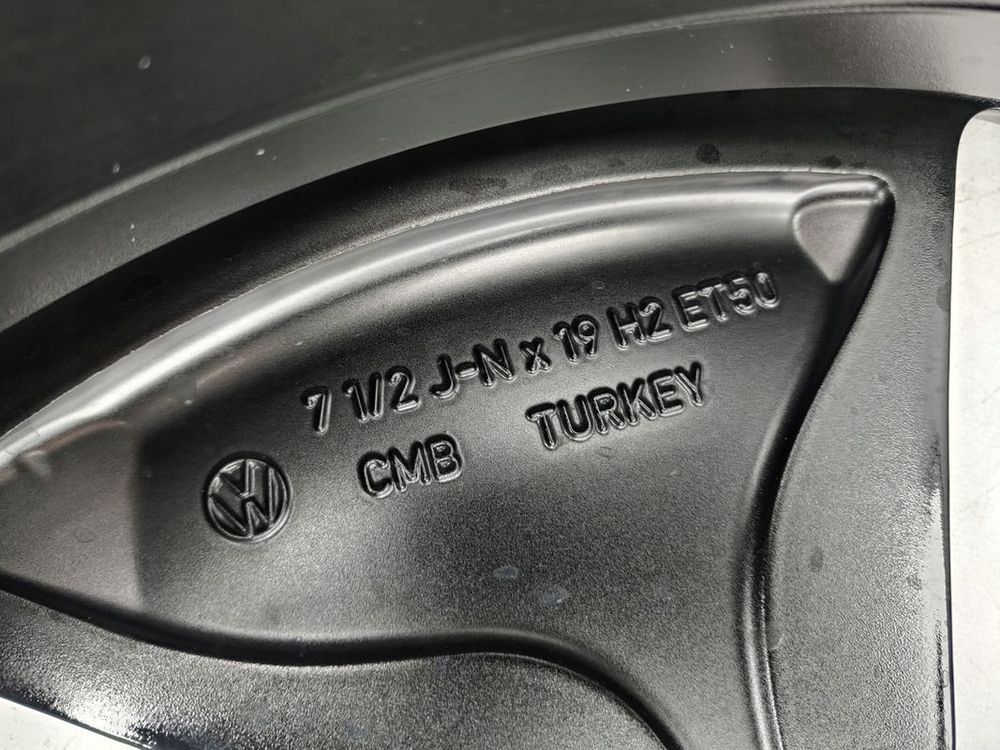 7 1/2 J-N x 19 H2 ET50
CMB TURKEY